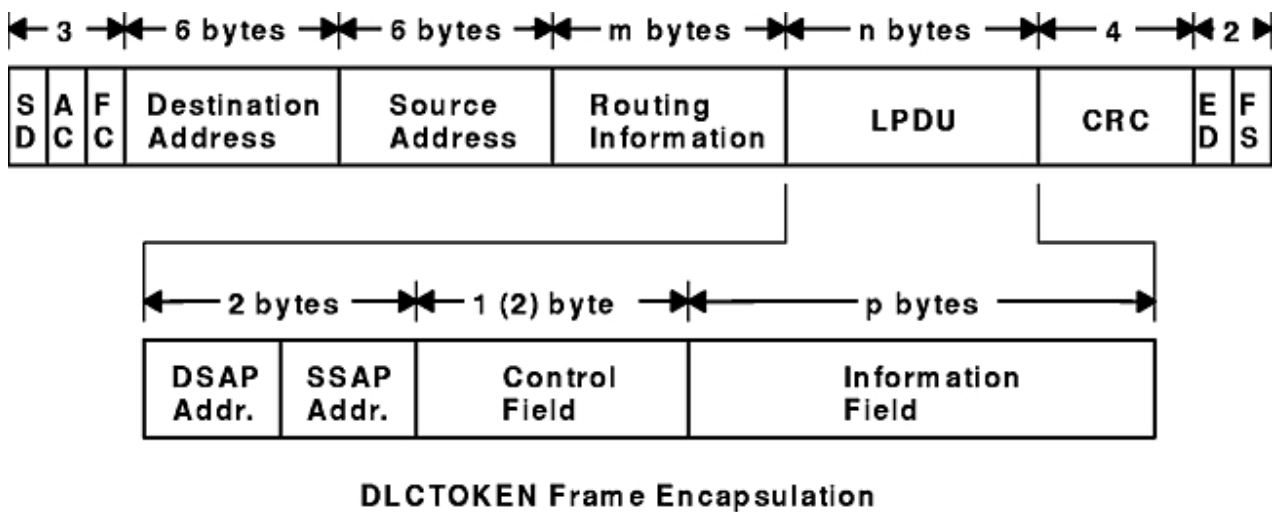 3 6 bytes 6 bytes m bytes n bytes 4 2
S D
A C
F C
Destination Address
Source Address
Routing Information
LPDU
CRC
E D
F S
2 bytes 1 (2) byte p bytes
DSAP Addr.
SSAP Addr.
Control Field
Information Field
DLCTOKEN Frame Encapsulation